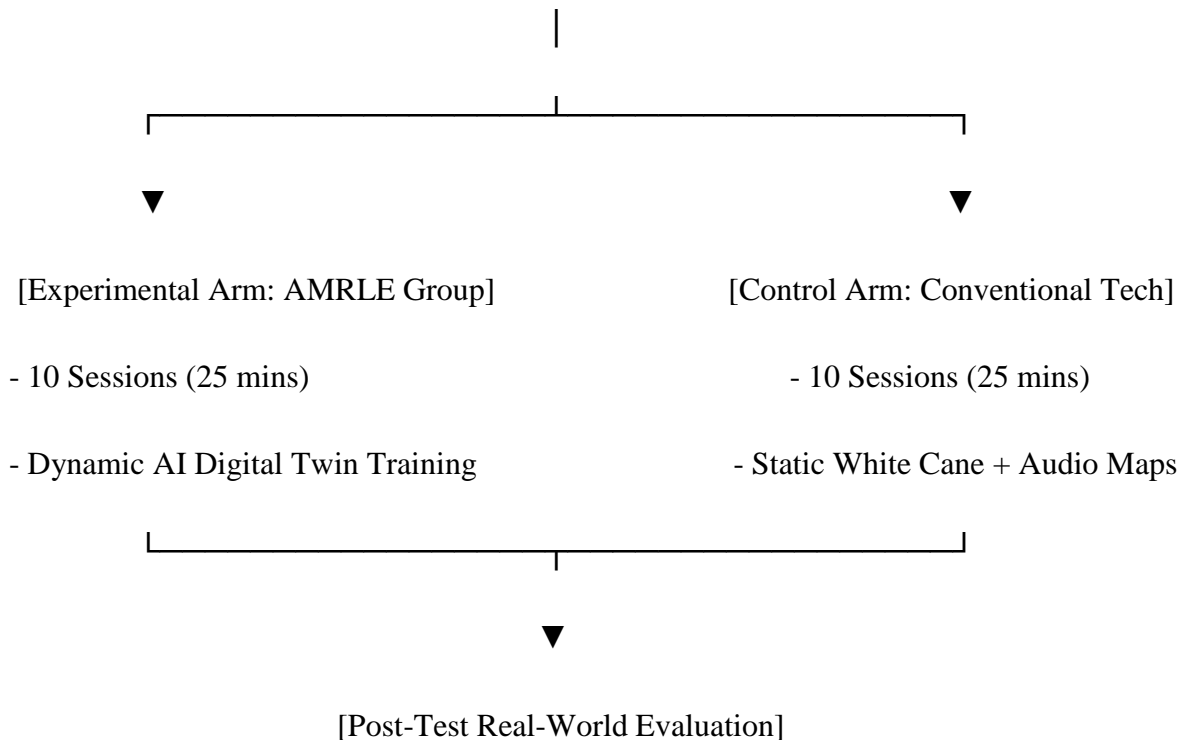 [Experimental Arm: AMRLE Group] [Control Arm: Conventional Tech]
- 10 Sessions (25 mins) - 10 Sessions (25 mins)
- Dynamic AI Digital Twin Training - Static White Cane + Audio Maps
[Post-Test Real-World Evaluation]